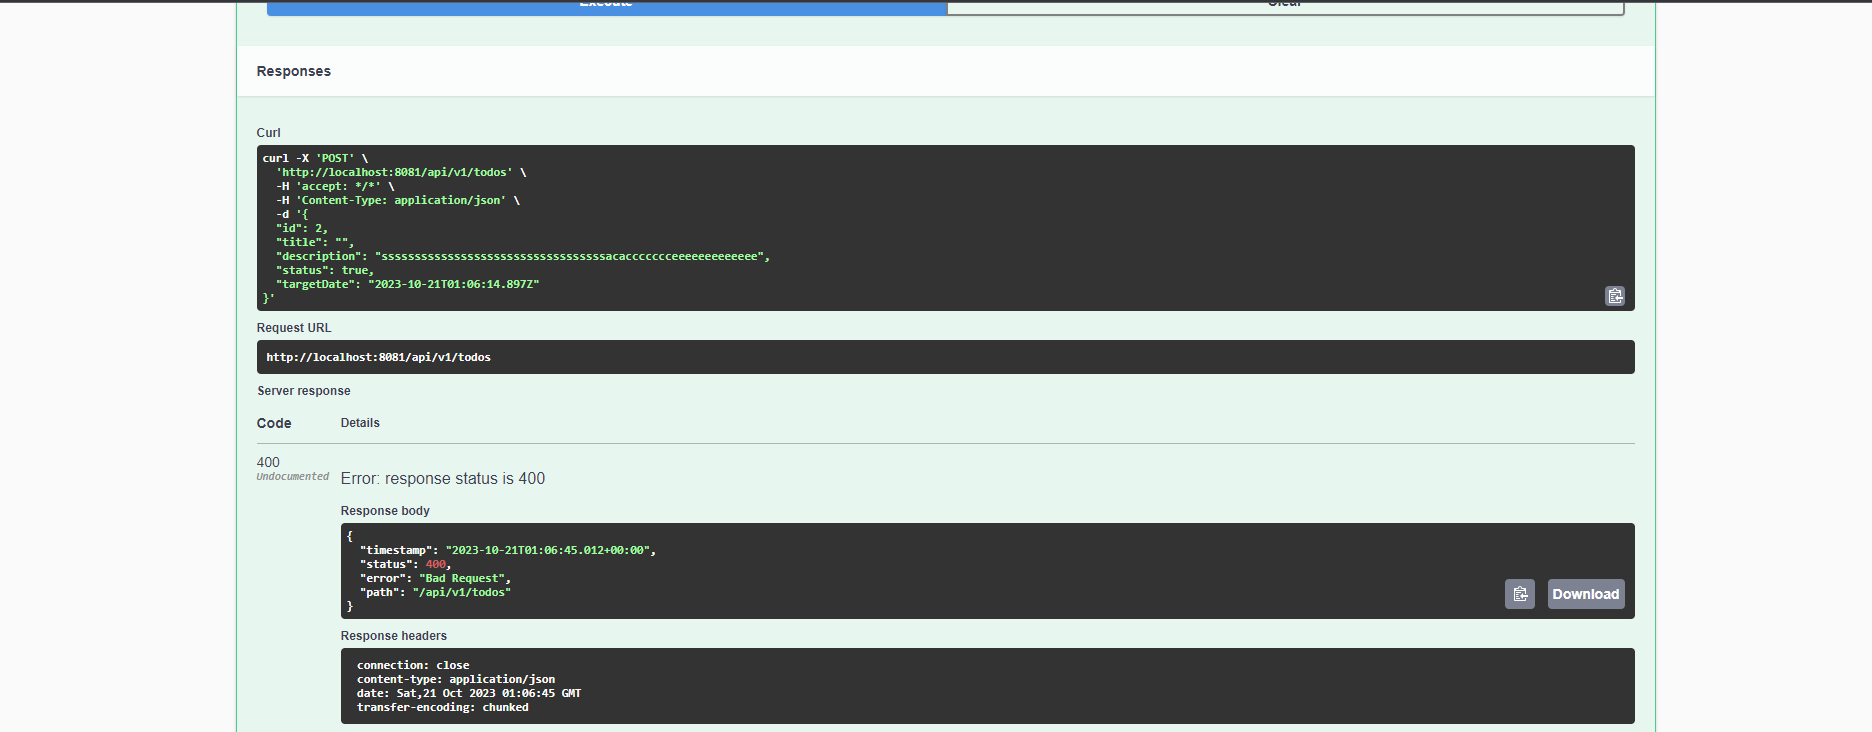 Execute
Clear
Responses
Curl
curl -X 'POST' \
'http://localhost:8081/api/v1/todos' \
-H 'accept: */*' \
-H 'Content-Type: application/json' \
-d '{
"id": 2,
"title": "",
"description": "ssssssssssssssssssssssssssssssssssacaccccccceeeeeeeeeeeee",
"status": true,
"targetDate": "2023-10-21T01:06:14.897Z"
}'
Request URL
http://localhost:8081/api/v1/todos
Server response
Code Details
400
Undocumented
Error: response status is 400
Response body
{
"timestamp": "2023-10-21T01:06:45.012+00:00",
"status": 400,
"error": "Bad Request",
"path": "/api/v1/todos"
}
Download
Response headers
connection: close
content-type: application/json
date: Sat,21 Oct 2023 01:06:45 GMT
transfer-encoding: chunked